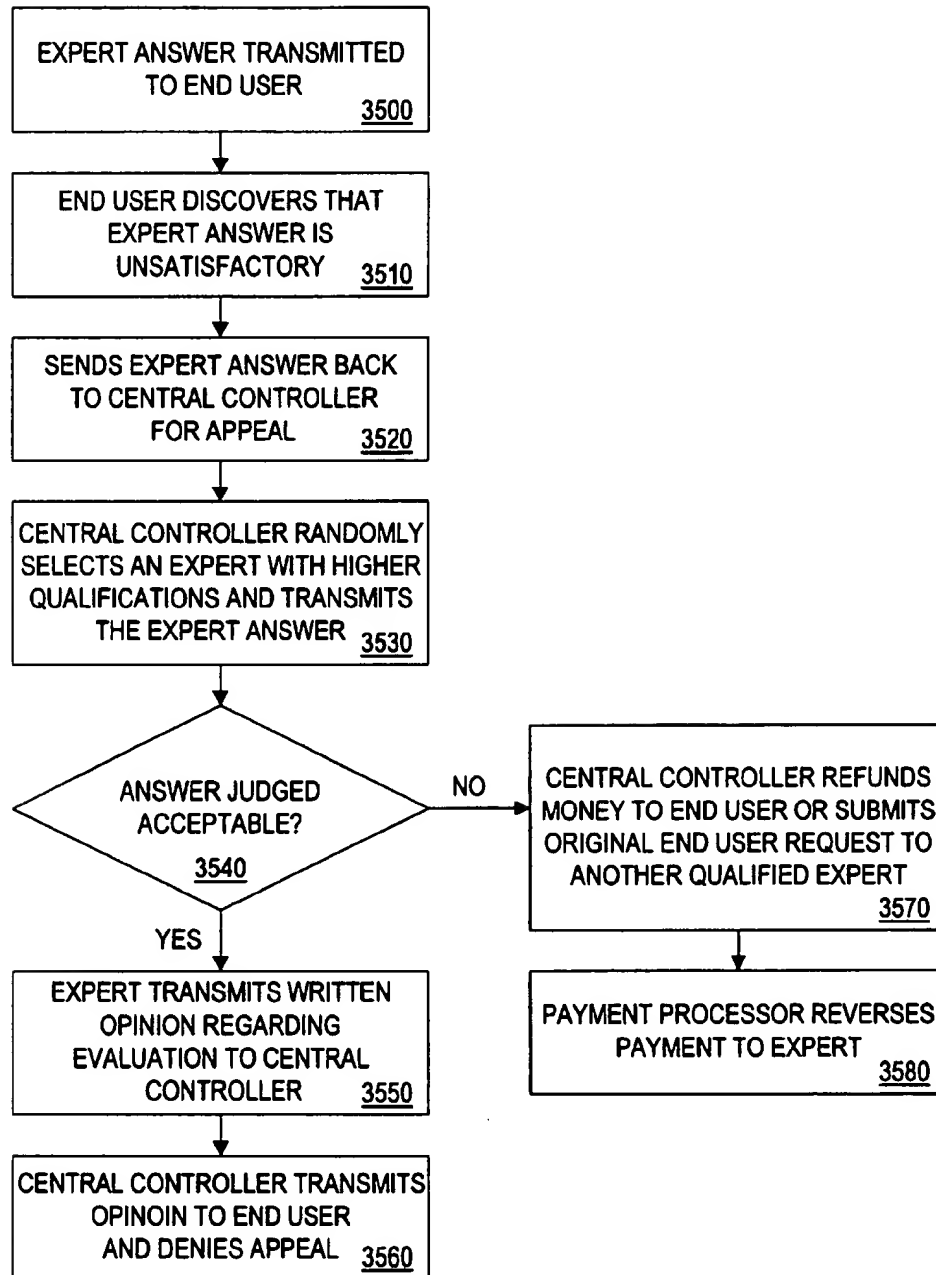 EXPERT ANSWER TRANSMITTED
TO END USER
3500
END USER DISCOVERS THAT
EXPERT ANSWER IS
UNSATISFACTORY
3510
SENDS EXPERT ANSWER BACK
TO CENTRAL CONTROLLER
FOR APPEAL
3520
CENTRAL CONTROLLER RANDOMLY
SELECTS AN EXPERT WITH HIGHER
QUALIFICATIONS AND TRANSMITS
THE EXPERT ANSWER
3530
ANSWER JUDGED
ACCEPTABLE?
3540
NO
CENTRAL CONTROLLER REFUNDS
MONEY TO END USER OR SUBMITS
ORIGINAL END USER REQUEST TO
ANOTHER QUALIFIED EXPERT
3570
PAYMENT PROCESSOR REVERSES
PAYMENT TO EXPERT
3580
YES
EXPERT TRANSMITS WRITTEN
OPINION REGARDING
EVALUATION TO CENTRAL
CONTROLLER
3550
CENTRAL CONTROLLER TRANSMITS
OPINOIN TO END USER
AND DENIES APPEAL
3560